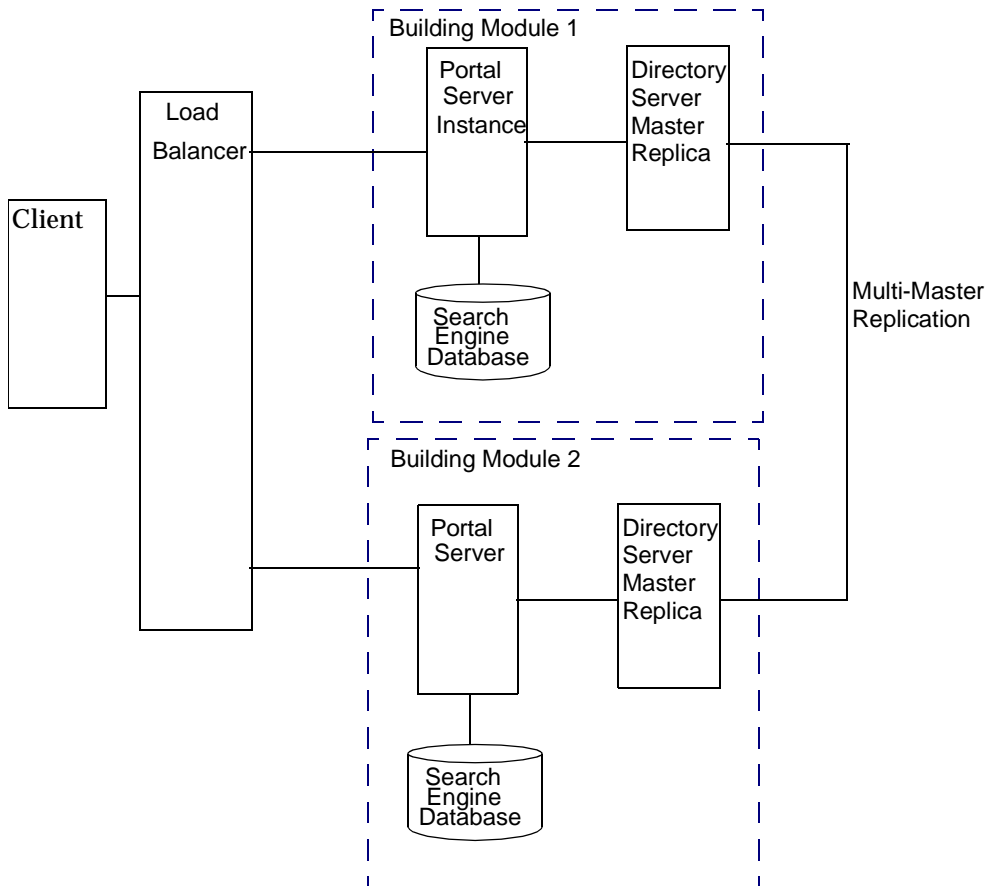 Building Module 1
Portal
Server
Instance
Directory
Server
Master
Replica
Load
Balancer
Client
Search
Engine
Database
Multi-Master
Replication
Building Module 2
Portal
Server
Directory
Server
Master
Replica
Search
Engine
Database